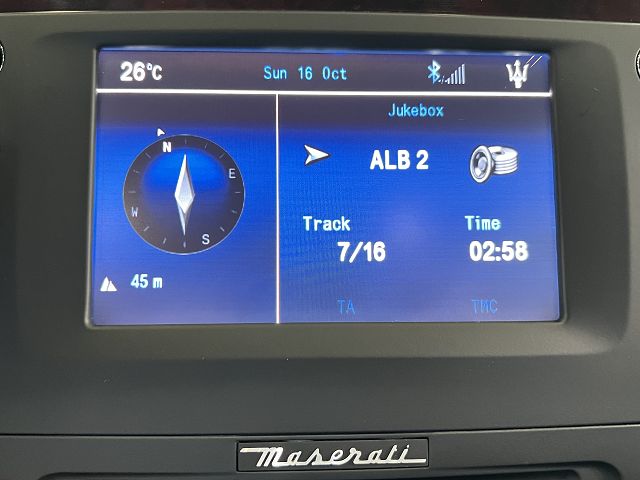 26°C
Sun 16 Oct
Jukebox
N
E
W
S
ALB 2
Track
Time
7/16
02:58
45 m
TA
TMC
Maserati